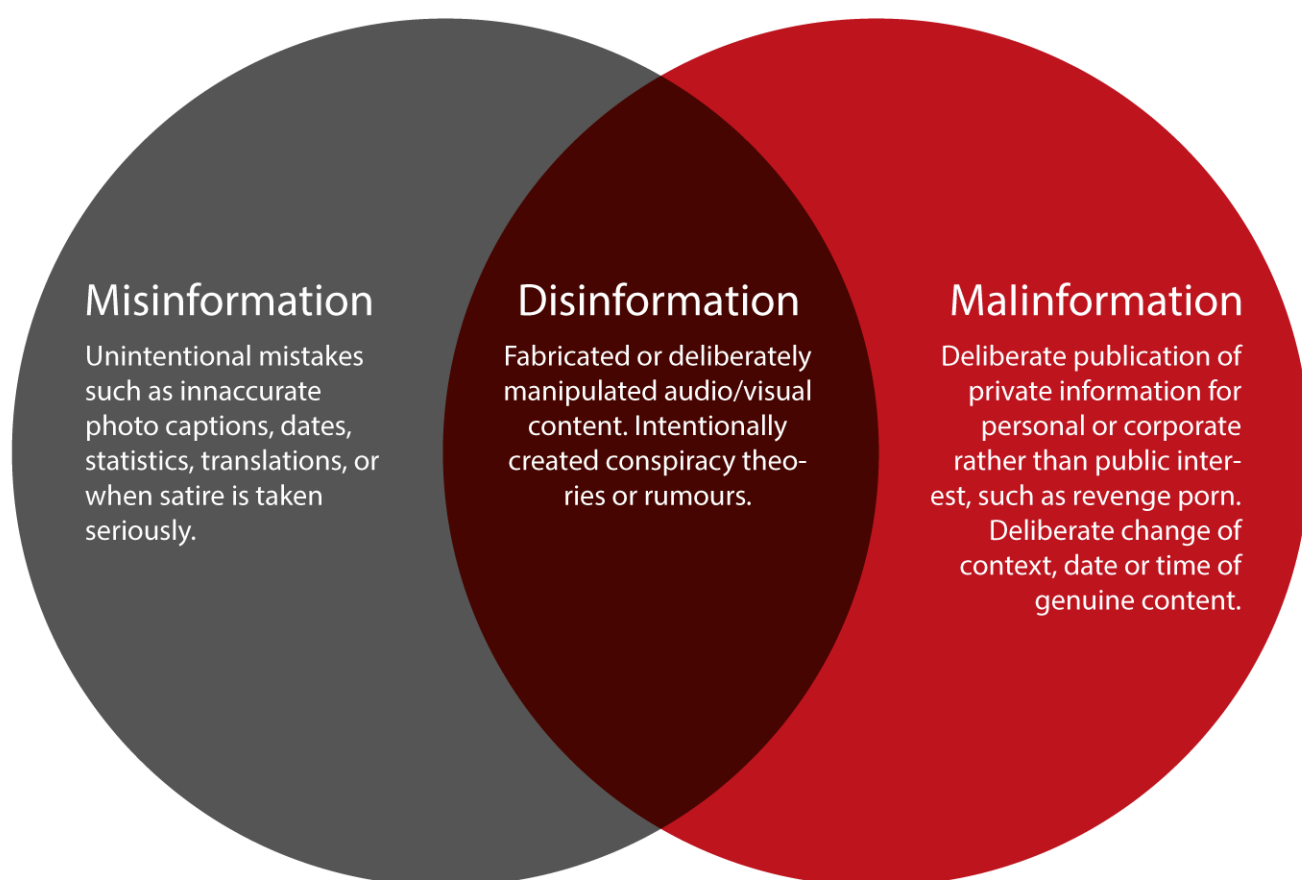 Misinformation
Unintentional mistakes
such as innaccurate
photo captions, dates,
statistics, translations, or
when satire is taken
seriously.
Disinformation
Fabricated or deliberately
manipulated audio/visual
content. Intentionally
created conspiracy theo-
ries or rumours.
Malinformation
Deliberate publication of
private information for
personal or corporate
rather than public inter-
est, such as revenge porn.
Deliberate change of
context, date or time of
genuine content.